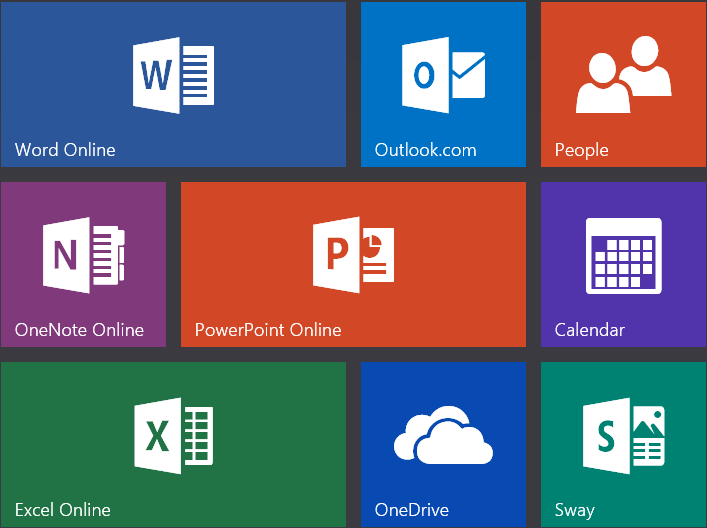 W
Word Online
O
Outlook.com
People
N
OneNote Online
P
PowerPoint Online
Calendar
X
Excel Online
OneDrive
S
Sway